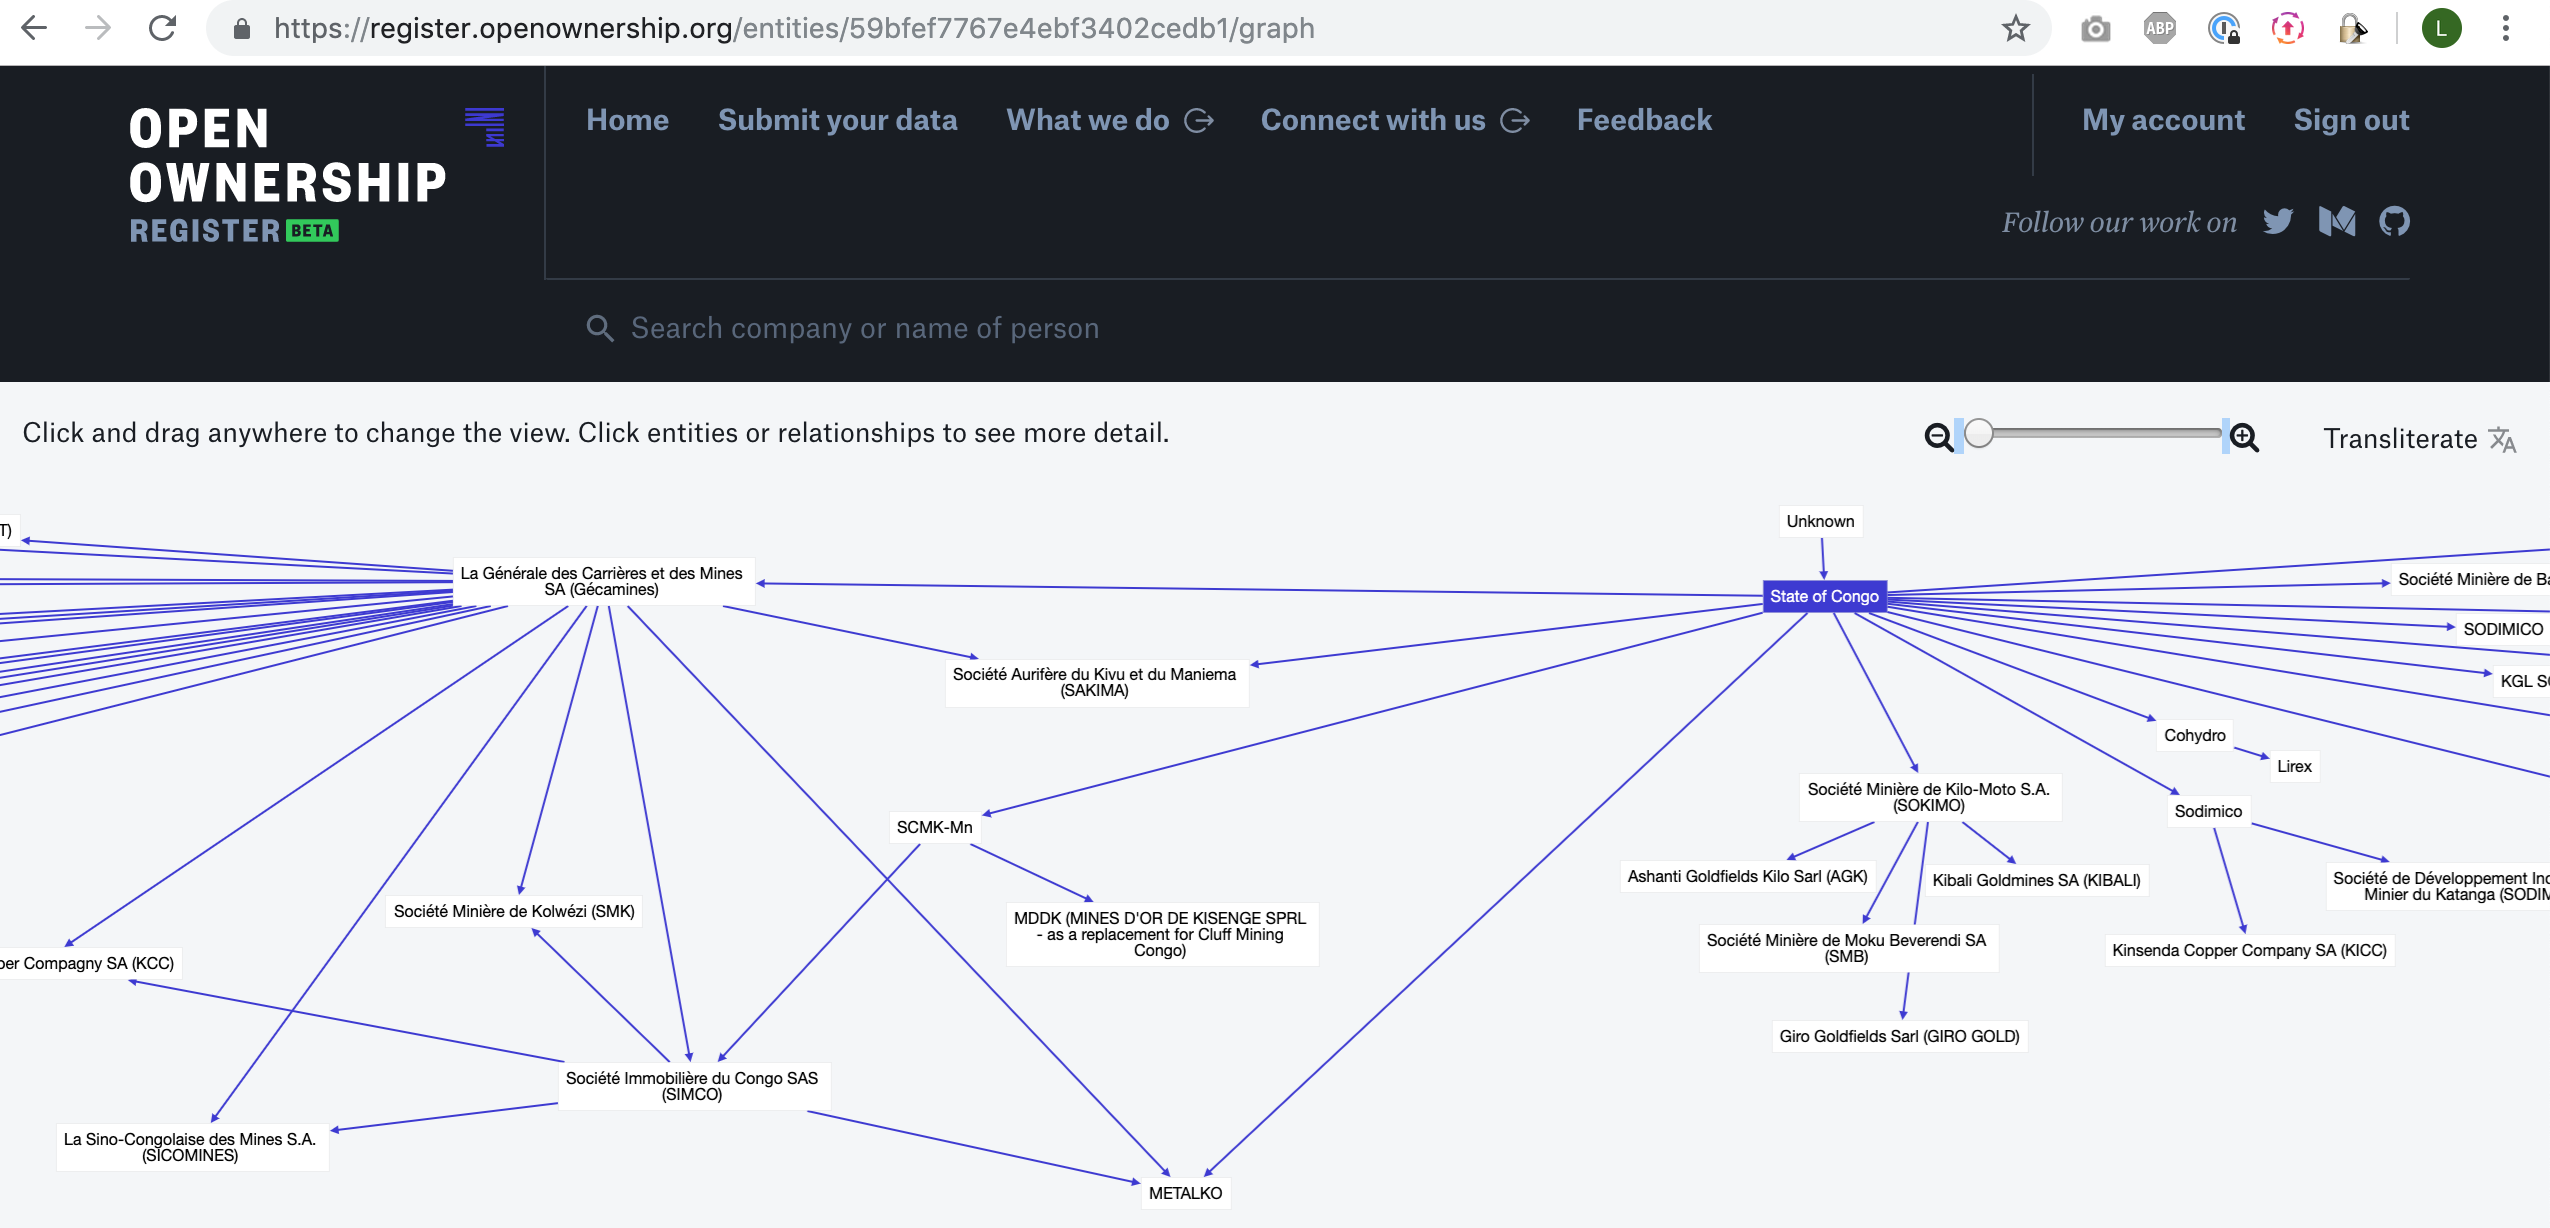 https://register.openownership.org/entities/59bfef7767e4ebf3402cedb1/graph
ABP
L
OPEN
OWNERSHIP
REGISTER BETA
Home Submit your data What we do Connect with us Feedback
My account Sign out
Follow our work on
Search company or name of person
Click and drag anywhere to change the view. Click entities or relationships to see more detail.
Transliterate
T)
Unknown
La Générale des Carrières et des Mines
SA (Gécamines)
State of Congo
Société Minière de Ba
SODIMICO
Société Aurifère du Kivu et du Maniema
(SAKIMA)
KGL S
Cohydro
Lirex
Société Minière de Kilo-Moto S.A.
(SOKIMO)
Sodimico
SCMK-Mn
Ashanti Goldfields Kilo Sarl (AGK)
Kibali Goldmines SA (KIBALI)
Société de Développement Ind
Minier du Katanga (SODIM
Société Minière de Kolwézi (SMK)
MDDK (MINES D'OR DE KISENGE SPRL
- as a replacement for Cluff Mining
Congo)
Société Minière de Moku Beverendi SA
(SMB)
Kinsenda Copper Company SA (KICC)
per Compagny SA (KCC)
Giro Goldfields Sarl (GIRO GOLD)
Société Immobilière du Congo SAS
(SIMCO)
La Sino-Congolaise des Mines S.A.
(SICOMINES)
METALKO